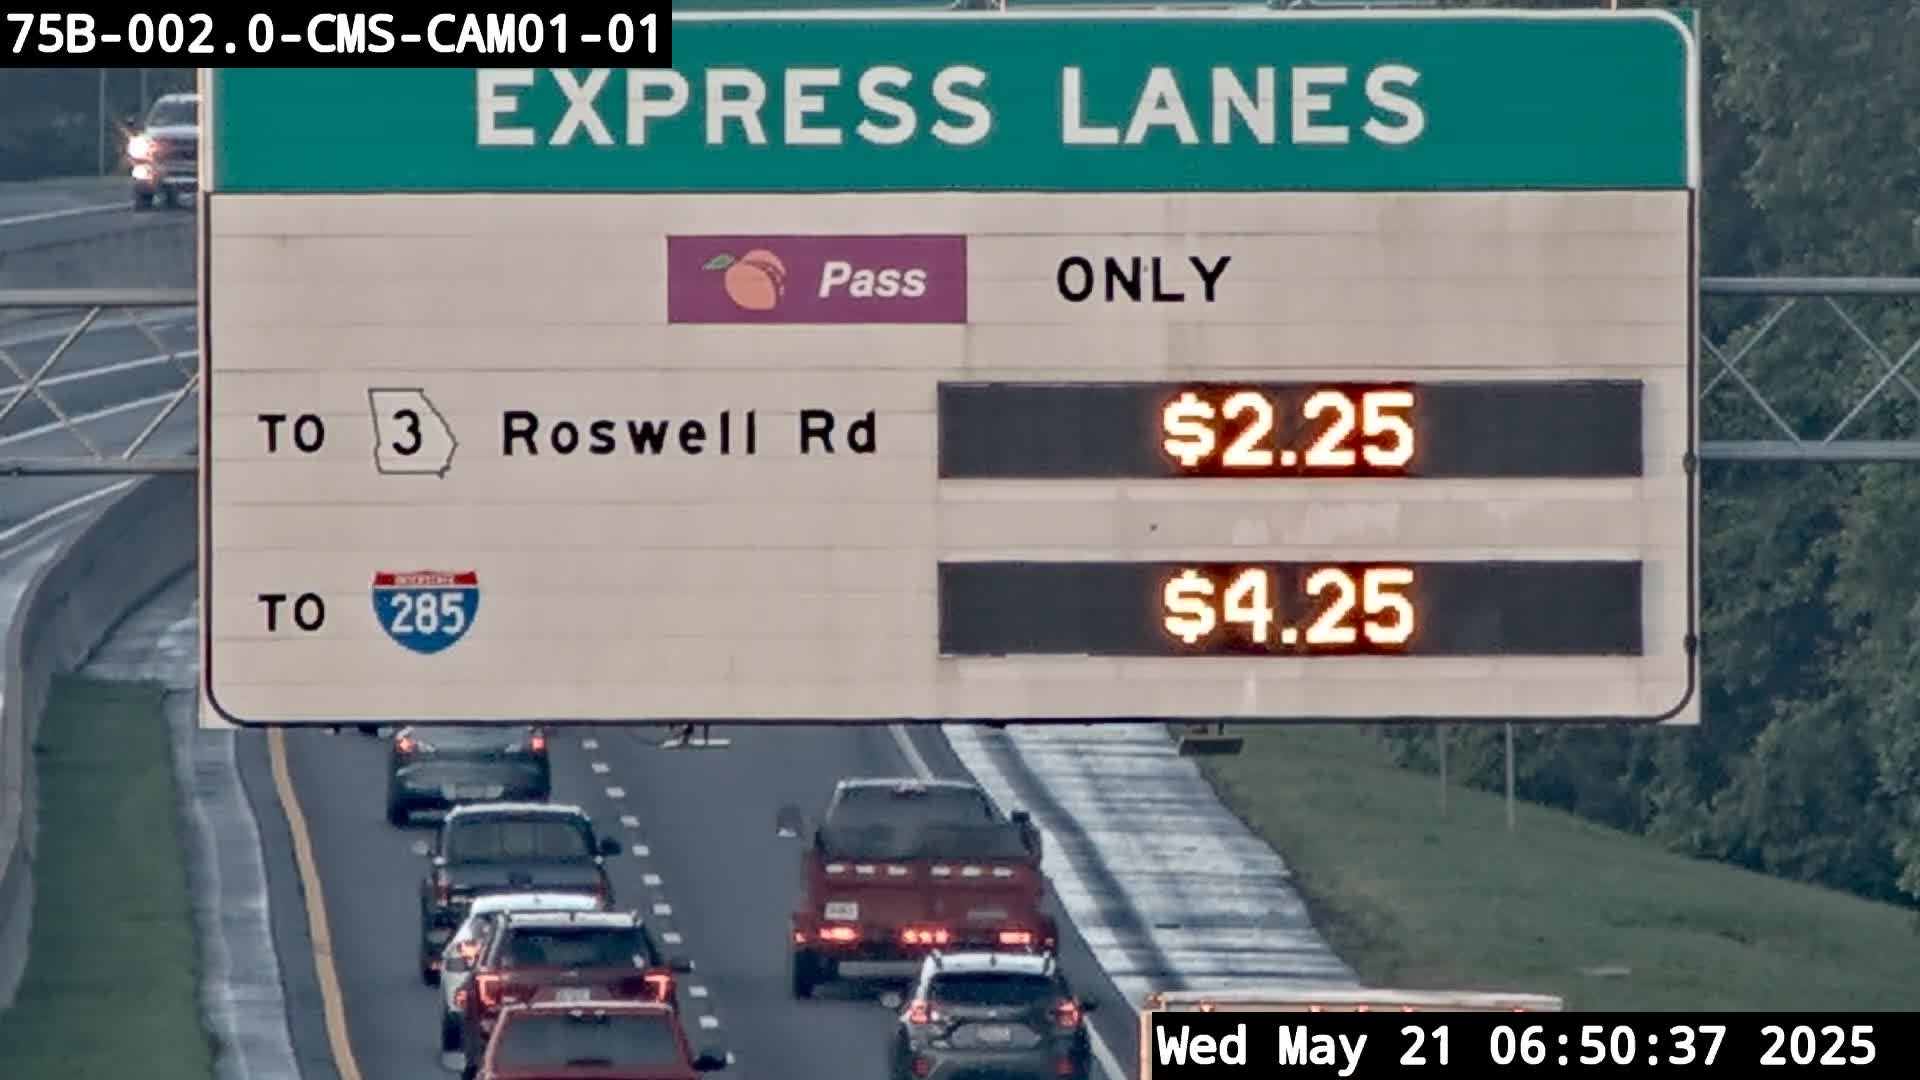 75B-002.0-CMS-CAM01-01
EXPRESS LANES
Pass ONLY
TO 3 Roswell Rd $2.25
INTERSTATE
TO 285 $4.25
Wed May 21 06:50:37 2025